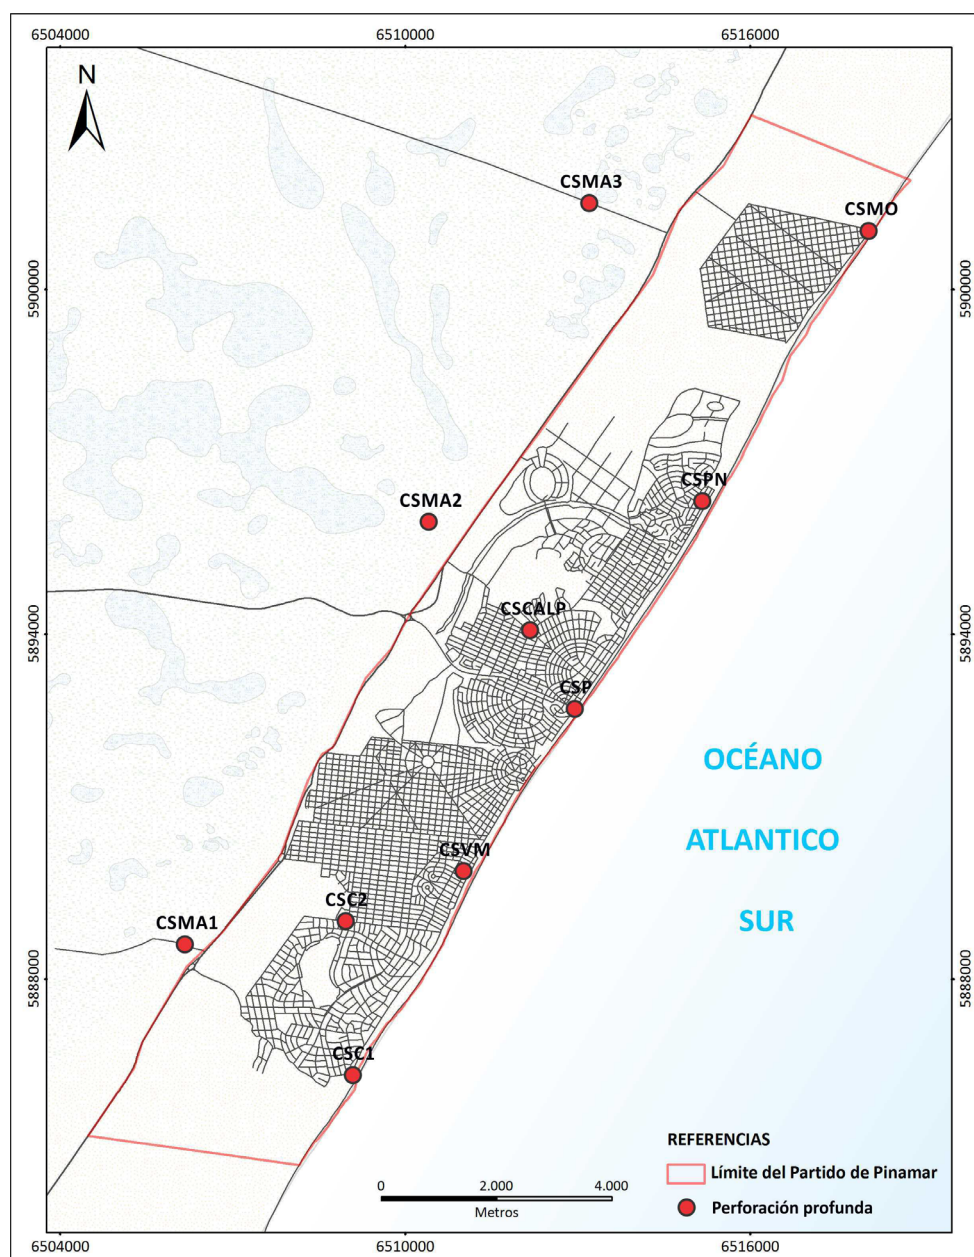 6504000
6510000
6516000
N
CSMA3
CSMO
5900000
5900000
CSPN
CSMA2
CSCALP
5894000
5894000
CSP
OCÉANO
ATLANTICO
SUR
CSVM
CSC2
CSMA1
5888000
5888000
CSC1
REFERENCIAS
Límite del Partido de Pinamar
Perforación profunda
0 2.000 4.000
Metros
6504000
6510000
6516000